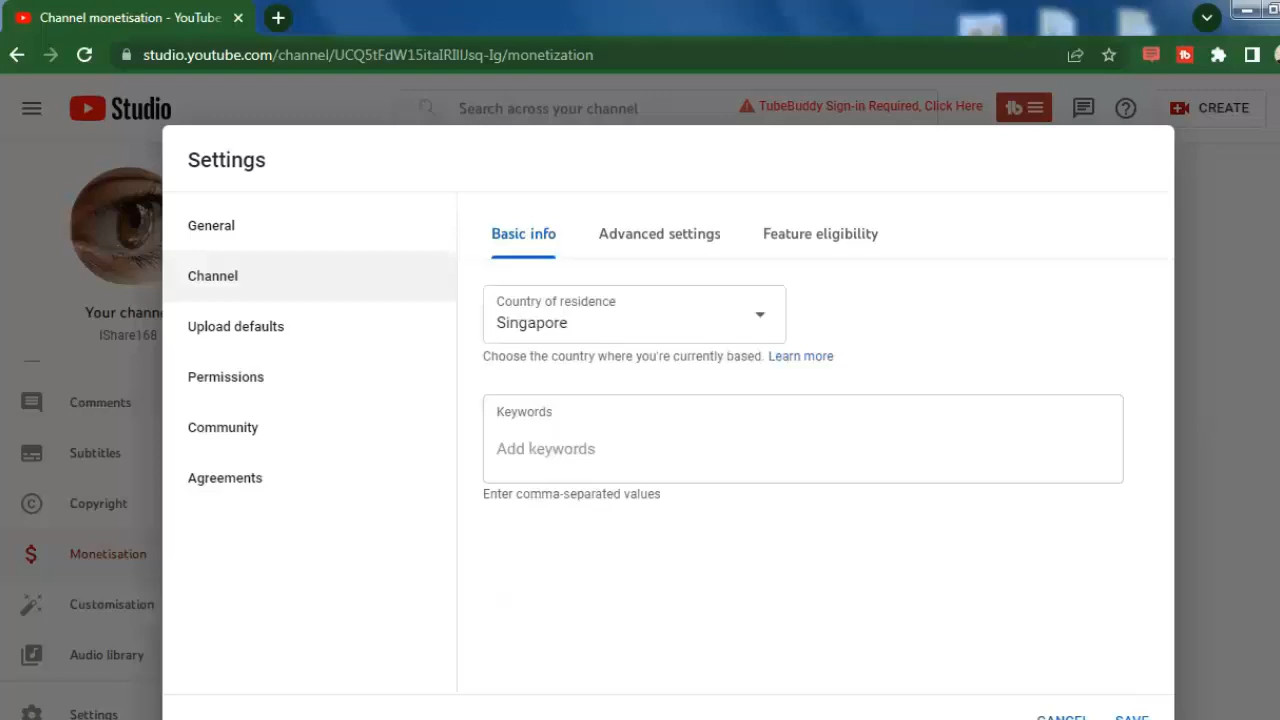 Channel monetisation - YouTube
studio.youtube.com/channel/UCQ5tFdW15itaIRIlUsq-Ig/monetization
Studio
Search across your channel
TubeBuddy Sign-in Required, Click Here
tb
CREATE
Settings
General
Channel
Upload defaults
Permissions
Community
Agreements
Basic info
Advanced settings
Feature eligibility
Country of residence
Singapore
Choose the country where you're currently based. Learn more
Keywords
Add keywords
Enter comma-separated values
CANCEL
SAVE
Your chann
IShare168
Comments
Subtitles
Copyright
Monetisation
Customisation
Audio library
Settings